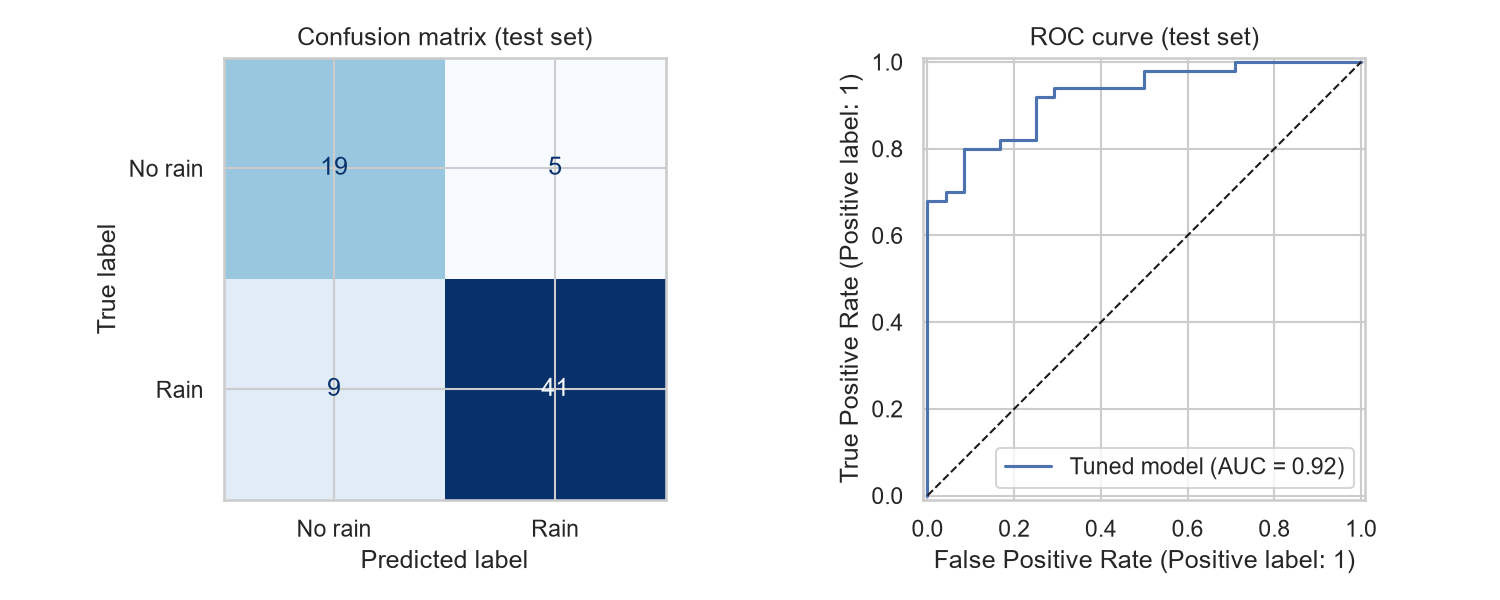 Confusion matrix (test set)
True label
No rain
Rain
19
5
9
41
No rain
Rain
Predicted label
ROC curve (test set)
True Positive Rate (Positive label: 1)
1.0
0.8
0.6
0.4
0.2
0.0
Tuned model (AUC = 0.92)
0.0
0.2
0.4
0.6
0.8
1.0
False Positive Rate (Positive label: 1)